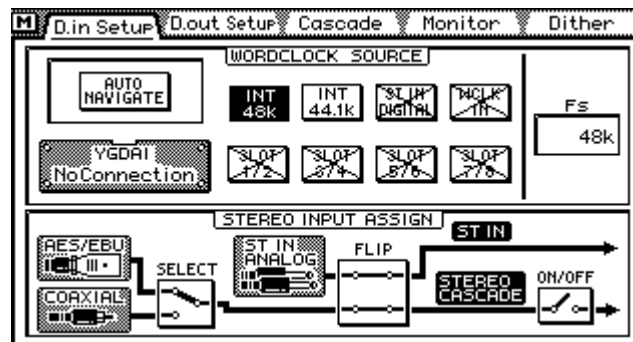 M D.in Setup D.out Setup Cascade Monitor Dither
WORDCLOCK SOURCE
AUTO NAVIGATE
INT 48k
INT 44.1k
ST IN DIGITAL
WCLK IN
Fs
48k
YGDAI
NoConnection
SLOT 1/2
SLOT 3/4
SLOT 5/6
SLOT 7/8
STEREO INPUT ASSIGN
AES/EBU
SELECT
ST IN ANALOG
FLIP
ST IN
COAXIAL
STEREO CASCADE
ON/OFF